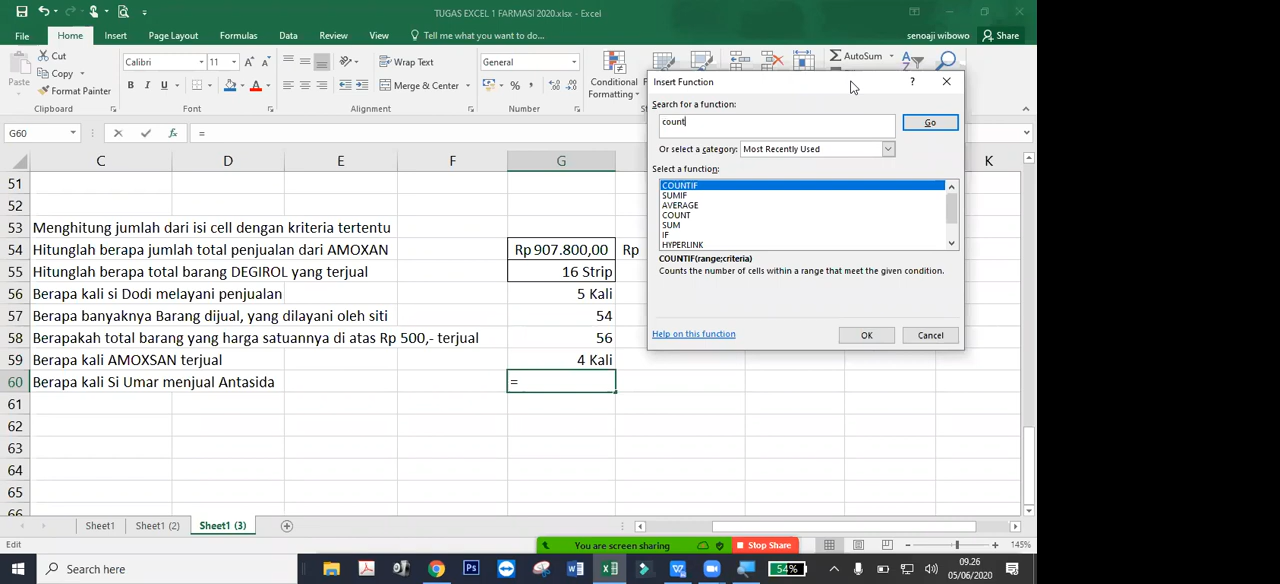 TUGAS EXCEL 1 FARMASI 2020.xlsx - Excel
File Home Insert Page Layout Formulas Data Review View Tell me what you want to do... senoaji wibowo Share
Cut
Copy
Format Painter
Paste
Clipboard
Calibri 11
B I U
Font
Wrap Text
Merge & Center
Alignment
General
%
Number
Conditional
Formatting
AutoSum
Insert Function
Search for a function:
count
Go
Or select a category: Most Recently Used
Select a function:
COUNTIF
SUMIF
AVERAGE
COUNT
SUM
IF
HYPERLINK
COUNTIF(range;criteria)
Counts the number of cells within a range that meet the given condition.
Help on this function
OK
Cancel
G60 =
C D E F G K
51
52
53 Menghitung jumlah dari isi cell dengan kriteria tertentu
54 Hitunglah berapa jumlah total penjualan dari AMOXAN Rp 907.800,00 Rp
55 Hitunglah berapa total barang DEGIROL yang terjual 16 Strip
56 Berapa kali si Dodi melayani penjualan 5 Kali
57 Berapa banyaknya Barang dijual, yang dilayani oleh siti 54
58 Berapakah total barang yang harga satuannya di atas Rp 500,- terjual 56
59 Berapa kali AMOXSAN terjual 4 Kali
60 Berapa kali Si Umar menjual Antasida =
61
62
63
64
65
66
Sheet1 Sheet1 (2) Sheet1 (3)
Edit
You are screen sharing
Stop Share
145%
Search here
54%
09.26
05/06/2020